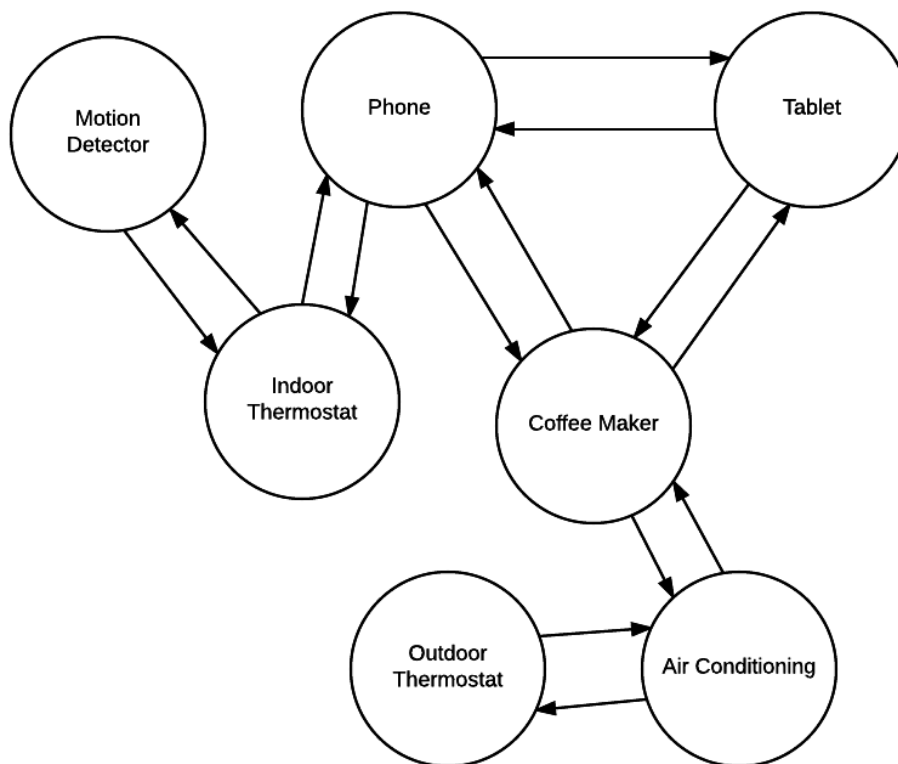 Motion
Detector
Phone
Tablet
Indoor
Thermostat
Coffee Maker
Outdoor
Thermostat
Air Conditioning